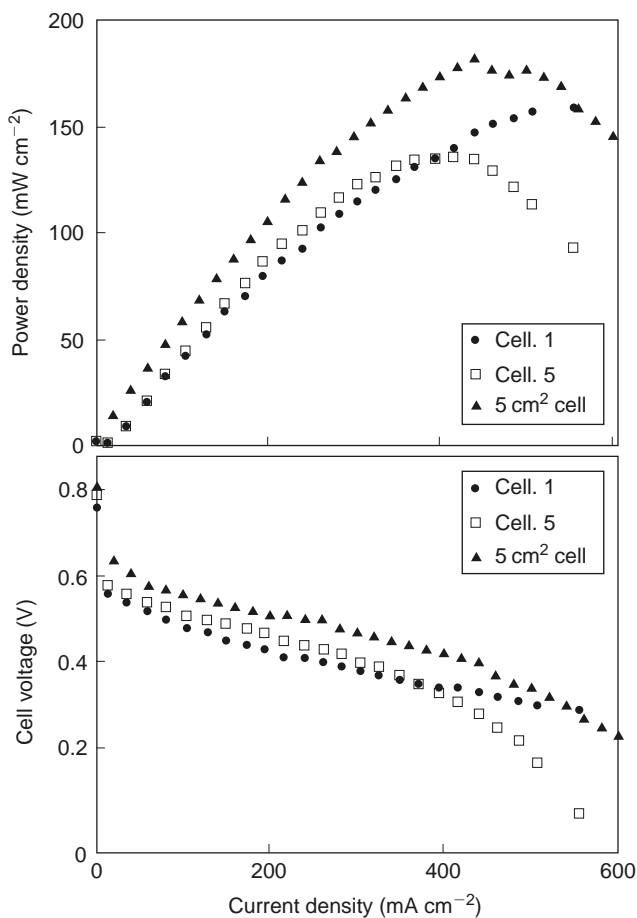 200
150
100
50
0
Power density (mW cm⁻²)
Cell. 1
Cell. 5
5 cm² cell
0.8
0.6
0.4
0.2
0
Cell voltage (V)
Cell. 1
Cell. 5
5 cm² cell
0
200
400
600
Current density (mA cm⁻²)